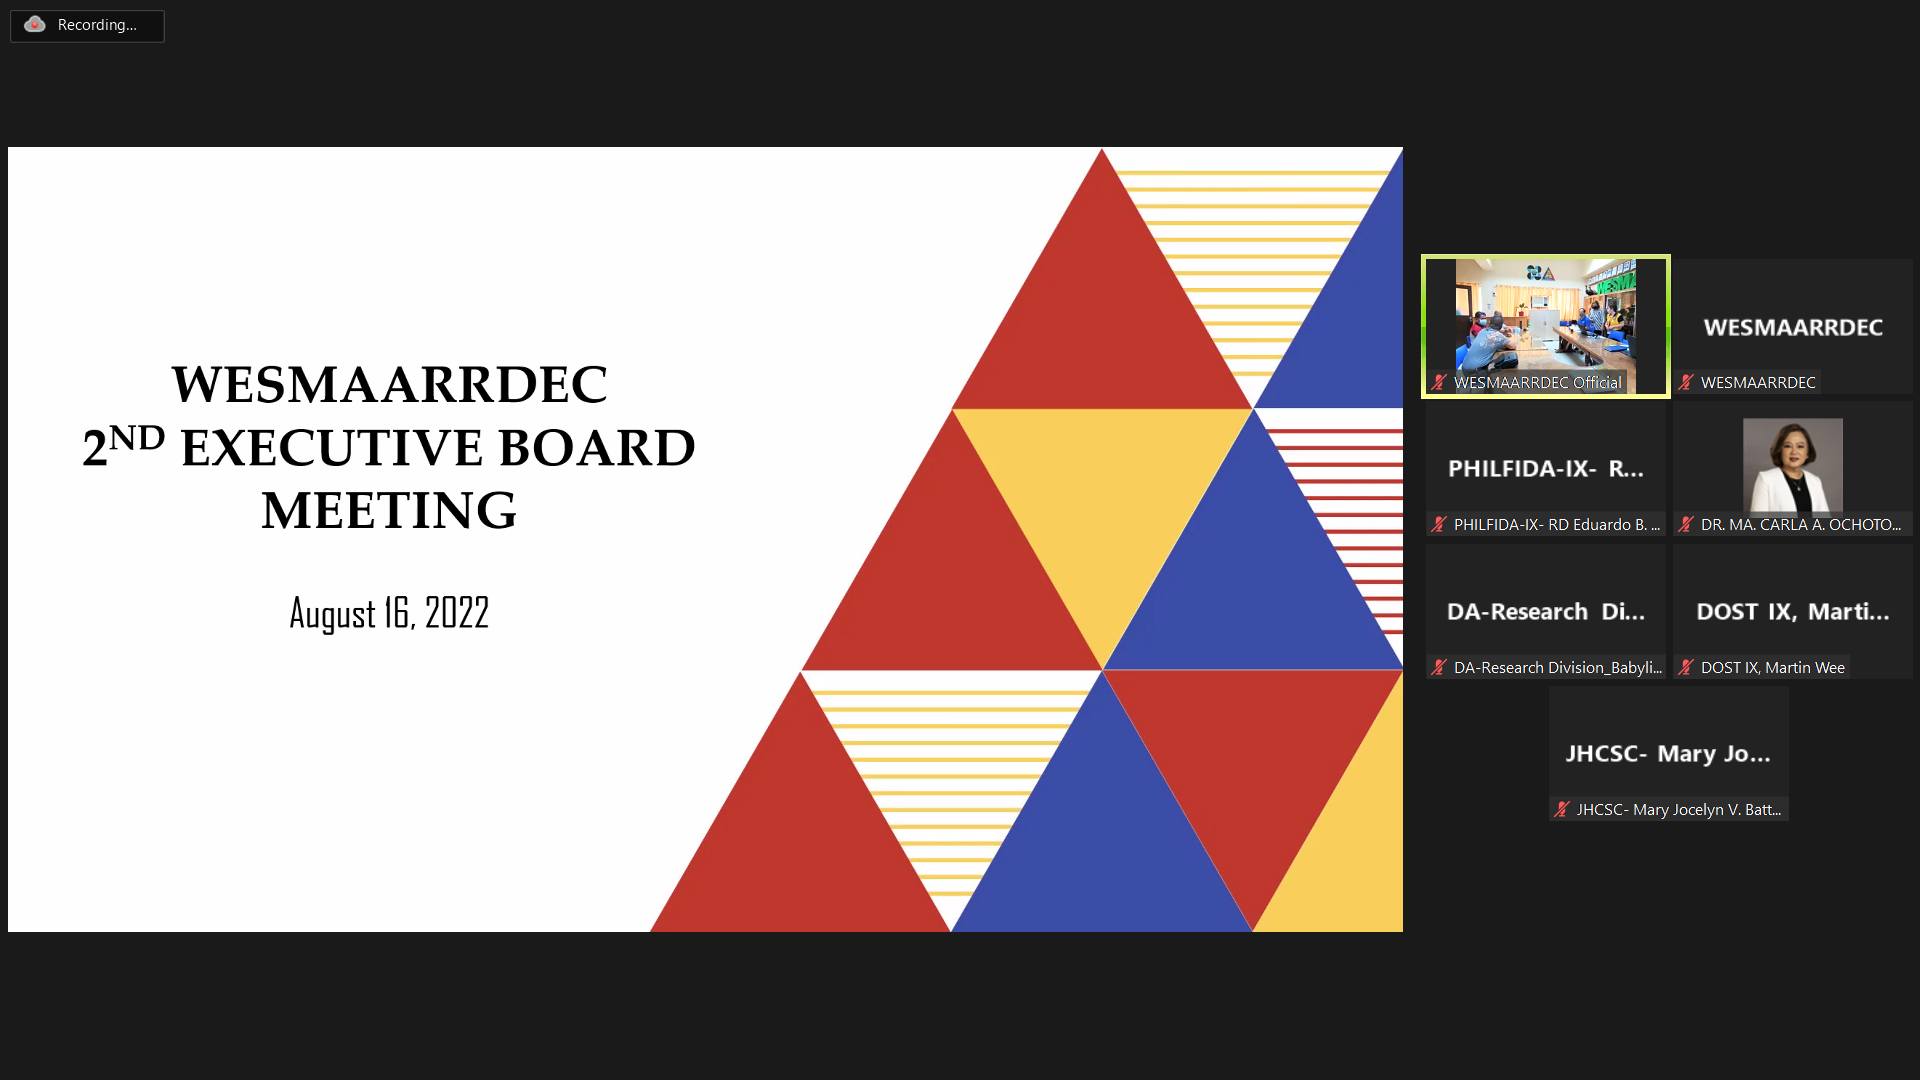 Recording...
WESMAARRDEC
2ND EXECUTIVE BOARD
MEETING
August 16, 2022
WESMAARRDEC Official
WESMAARRDEC
WESMAARRDEC
PHILFIDA-IX- R...
PHILFIDA-IX- RD Eduardo B. ...
DR. MA. CARLA A. OCHOTO...
DA-Research Di...
DA-Research Division_Babyli...
DOST IX, Marti...
DOST IX, Martin Wee
JHCSC- Mary Jo...
JHCSC- Mary Jocelyn V. Batt...